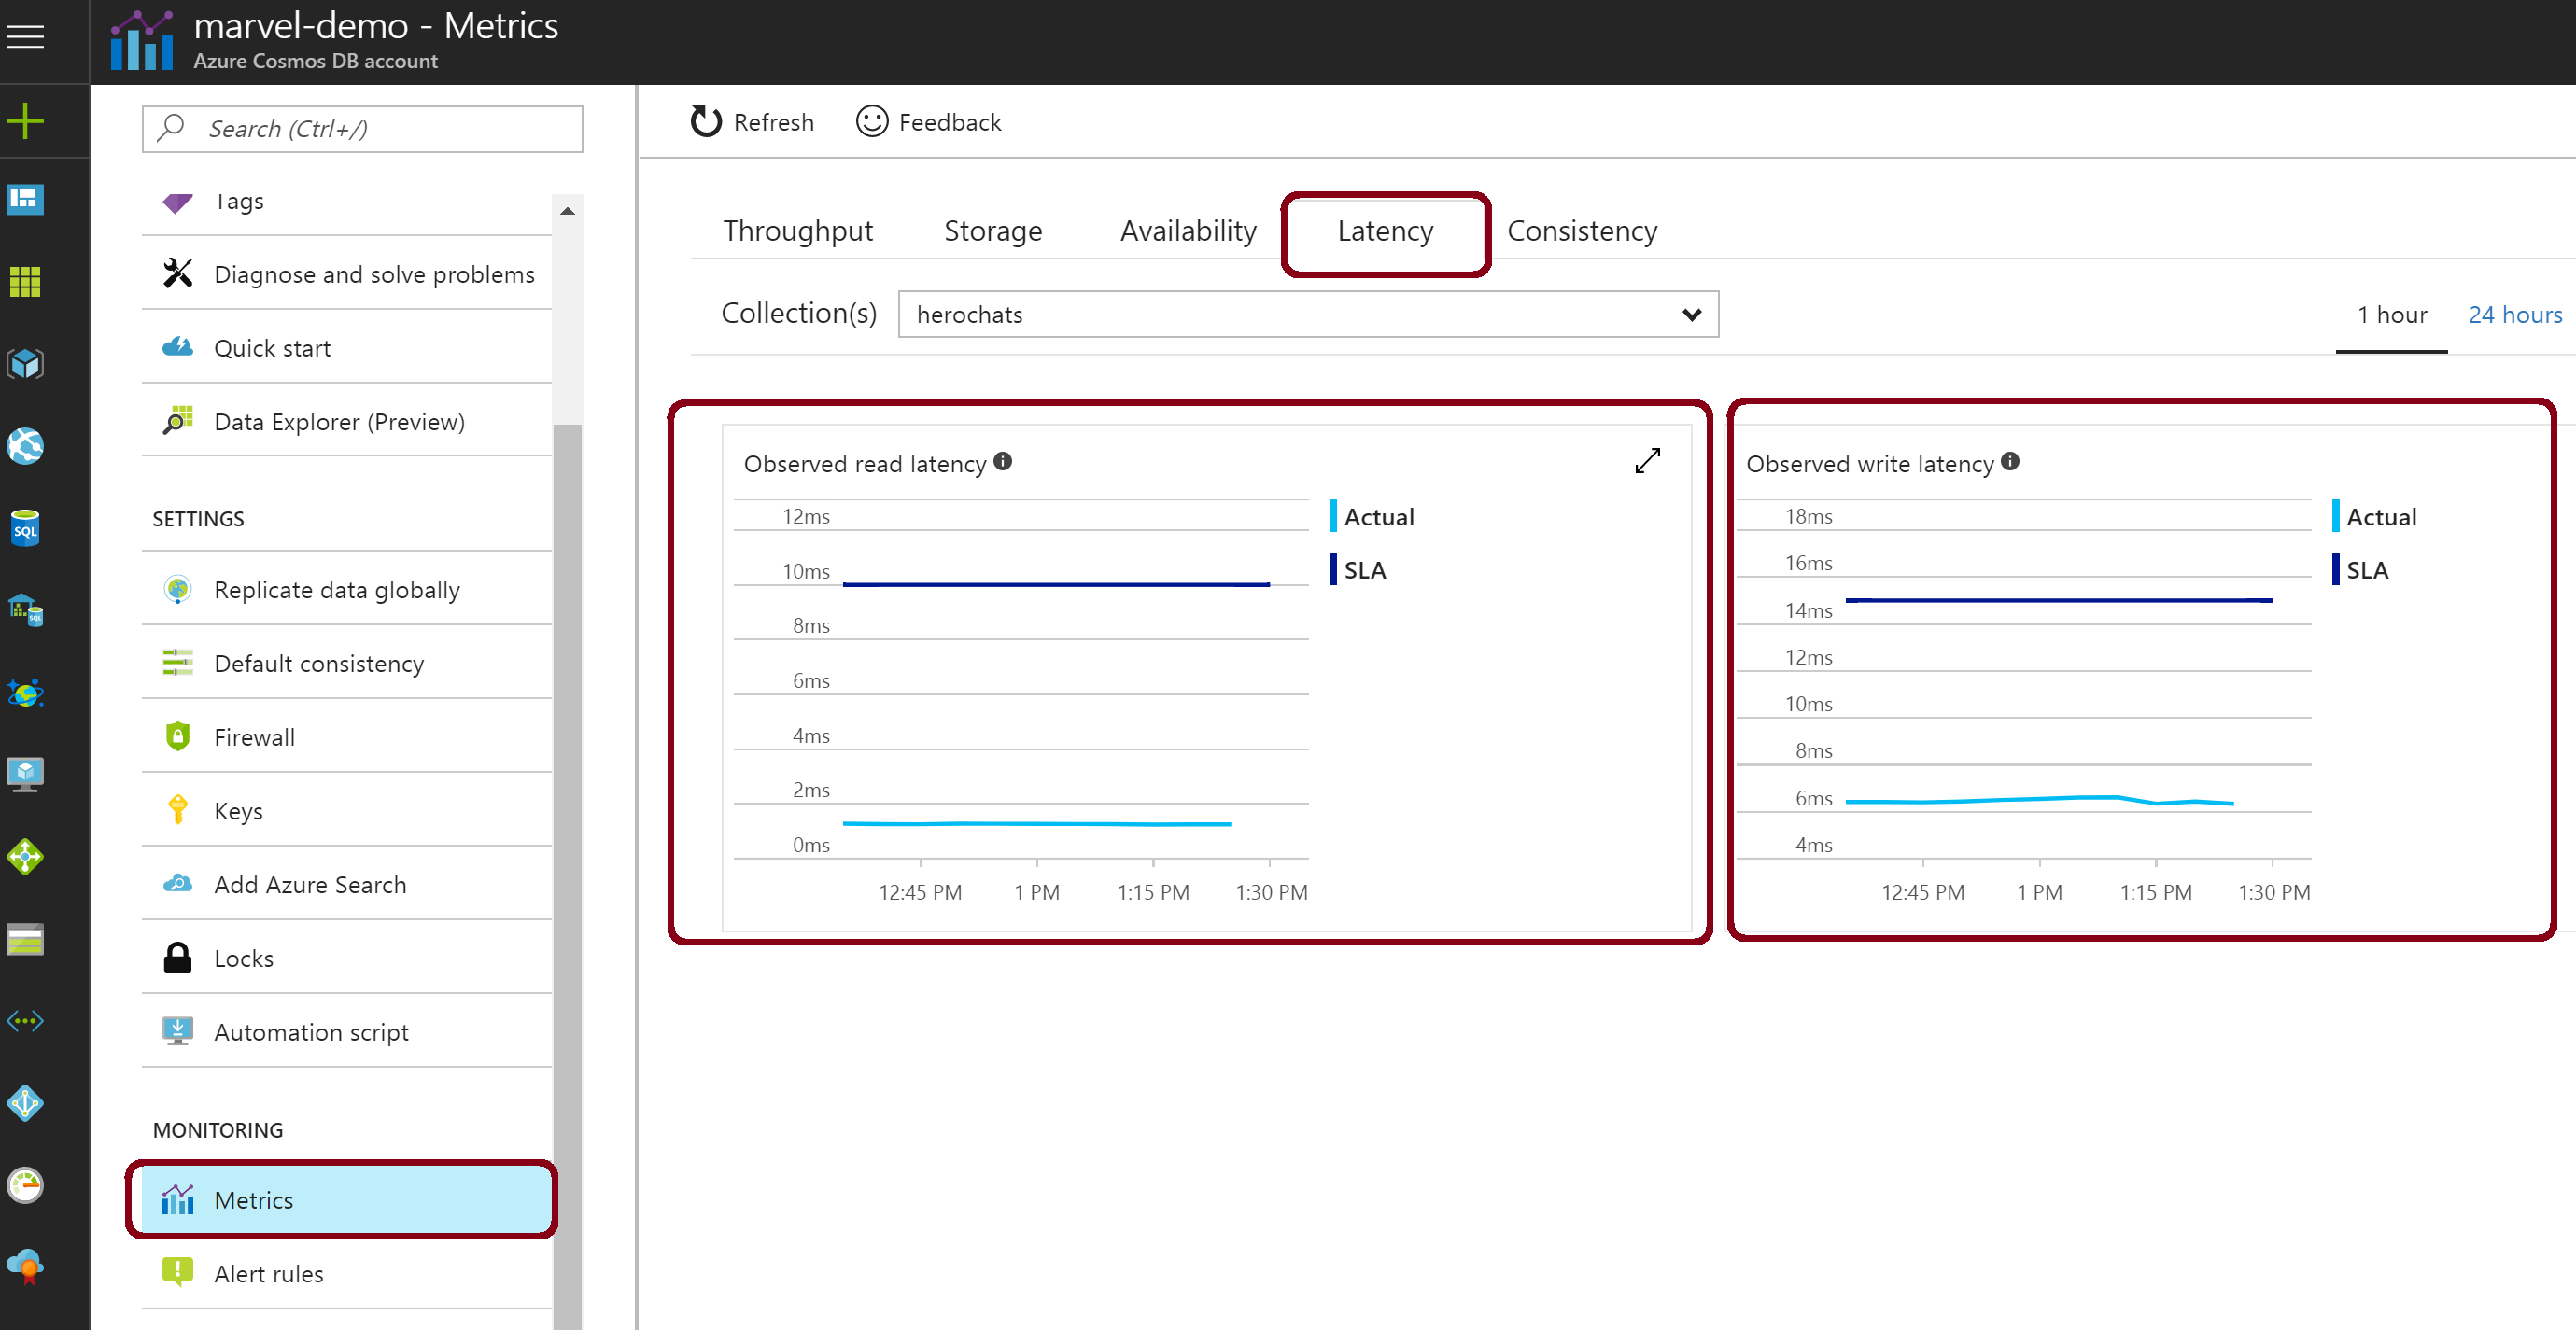 marvel-demo - Metrics
Azure Cosmos DB account
Search (Ctrl+/)
Tags
Diagnose and solve problems
Quick start
Data Explorer (Preview)
SETTINGS
Replicate data globally
Default consistency
Firewall
Keys
Add Azure Search
Locks
Automation script
MONITORING
Metrics
Alert rules
SQL
SQL
Refresh Feedback
Throughput Storage Availability Latency Consistency
Collection(s) herochats 1 hour 24 hours
Observed read latency
12ms
10ms
8ms
6ms
4ms
2ms
0ms
12:45 PM 1 PM 1:15 PM 1:30 PM
Actual
SLA
Observed write latency
18ms
16ms
14ms
12ms
10ms
8ms
6ms
4ms
12:45 PM 1 PM 1:15 PM 1:30 PM
Actual
SLA